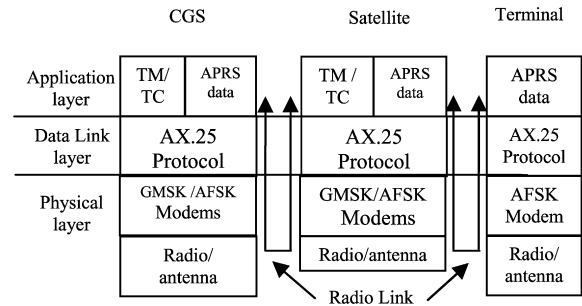 CGS
Satellite
Terminal
Application
layer
TM/
TC
APRS
data
TM /
TC
APRS
data
APRS
data
Data Link
layer
AX.25
Protocol
AX.25
Protocol
AX.25
Protocol
Physical
layer
GMSK /AFSK
Modems
GMSK/AFSK
Modems
AFSK
Modem
Radio/
antenna
Radio/antenna
Radio/
antenna
Radio Link